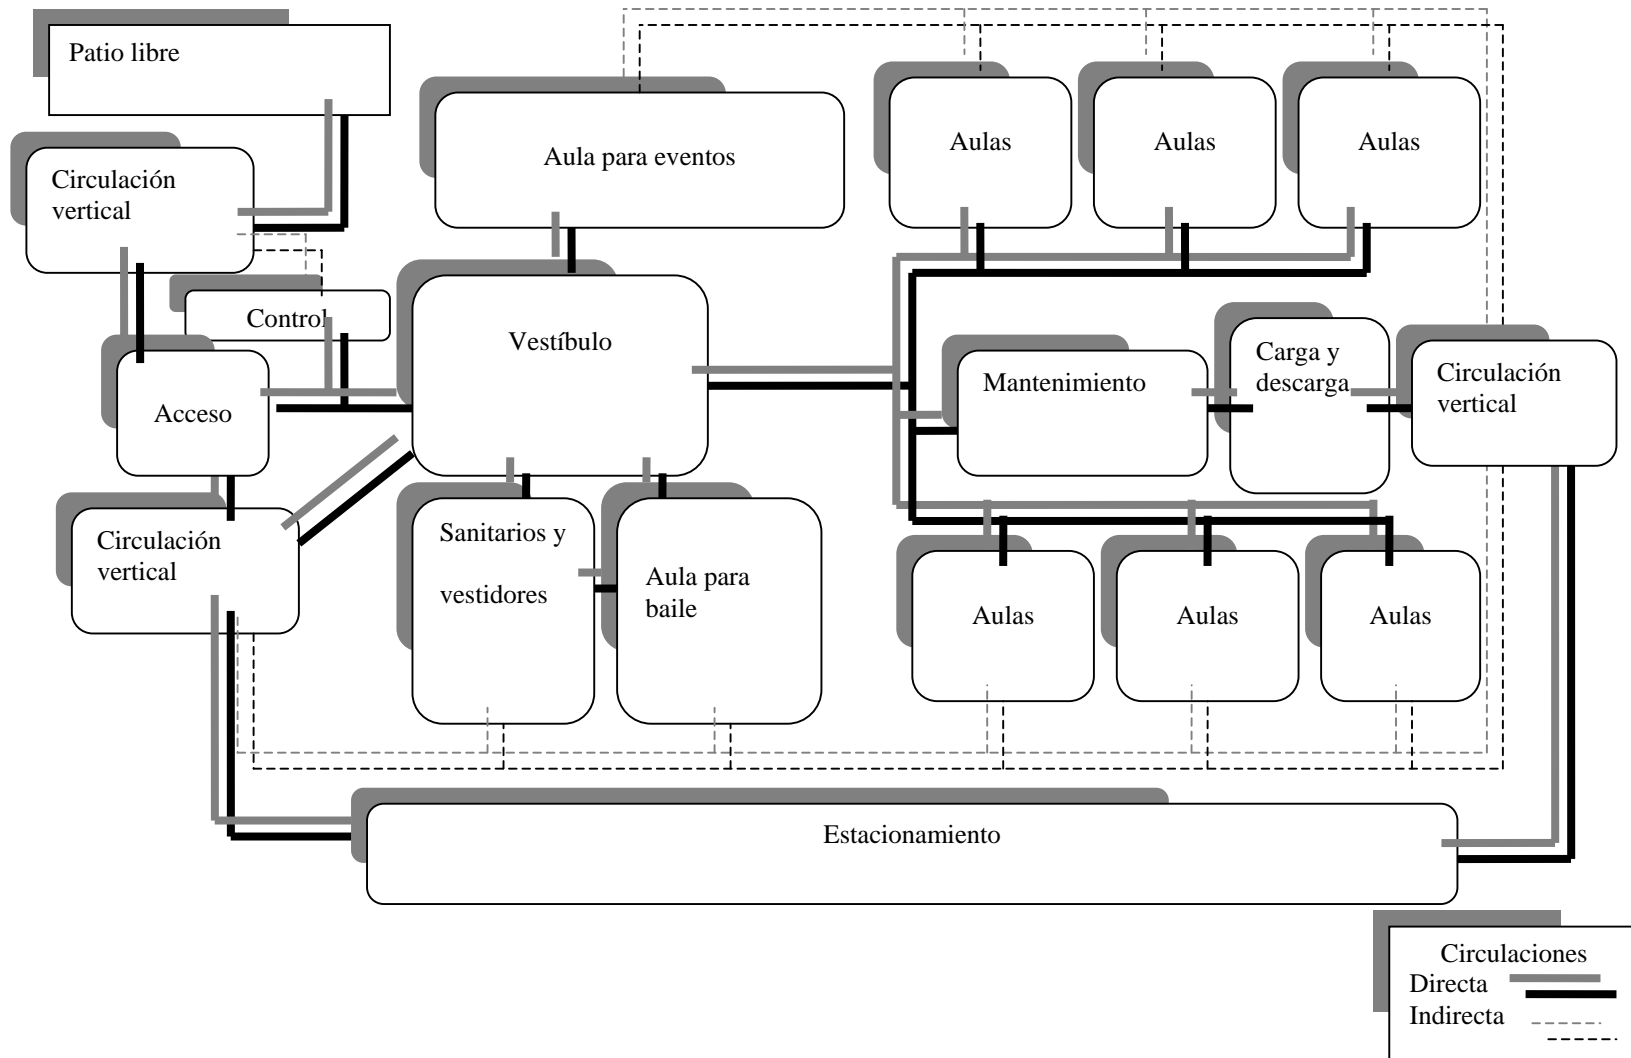 Patio libre
Aula para eventos
Aulas
Aulas
Aulas
Circulación
vertical
Control
Vestíbulo
Acceso
Mantenimiento
Carga y
descarga
Circulación
vertical
Circulación
vertical
Sanitarios y
vestidores
Aula para
baile
Aulas
Aulas
Aulas
Estacionamiento
Circulaciones
Directa
Indirecta